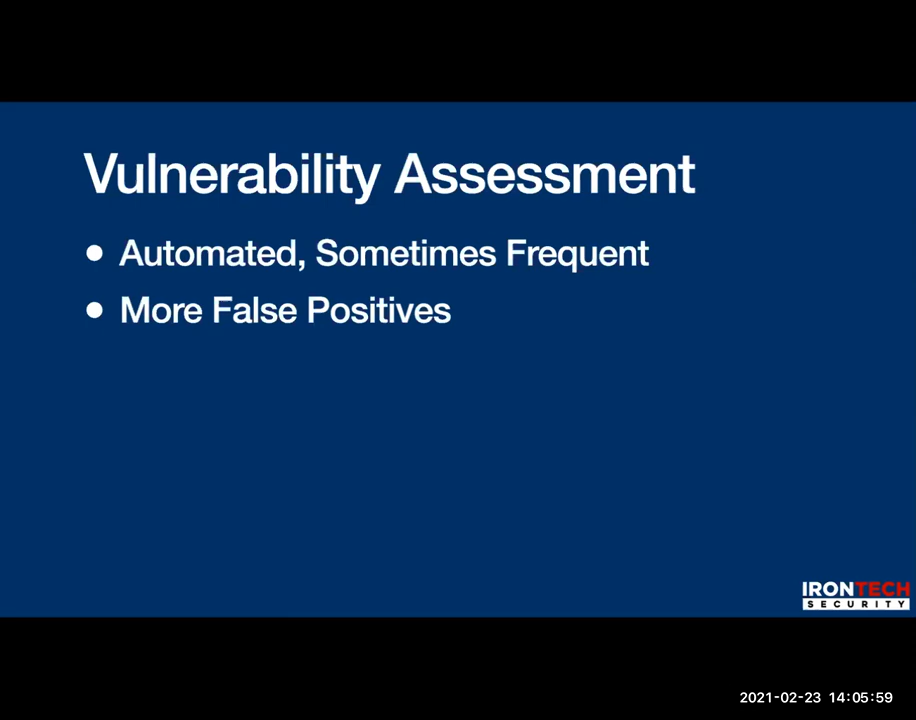 Vulnerability Assessment
● Automated, Sometimes Frequent
● More False Positives
IRONTECH
SECURITY
2021-02-23 14:05:59